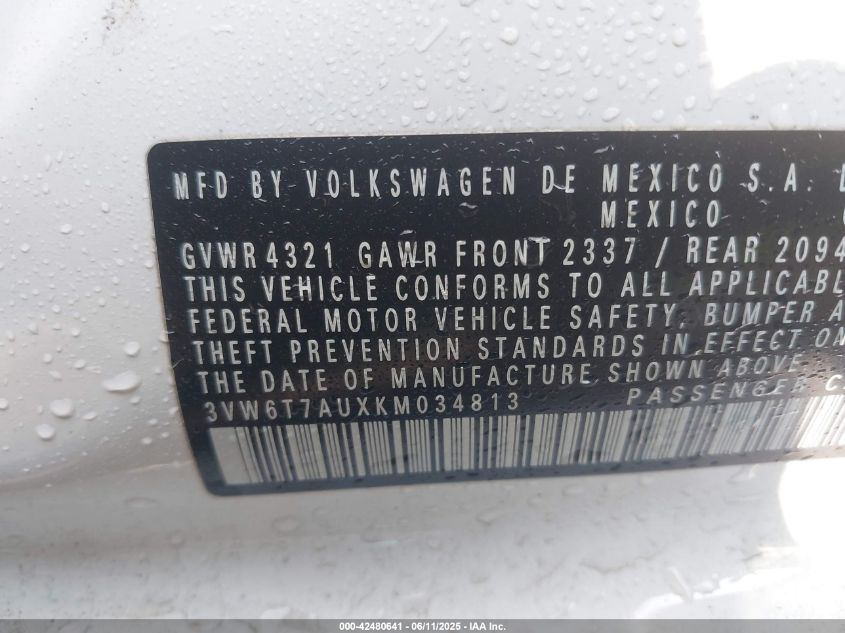 MFD BY VOLKSWAGEN DE MEXICO S.A.
MEXICO
GVWR 4321 GAWR FRONT 2337 / REAR 2094
THIS VEHICLE CONFORMS TO ALL APPLICABLE
FEDERAL MOTOR VEHICLE SAFETY, BUMPER A
THEFT PREVENTION STANDARDS IN EFFECT ON
THE DATE OF MANUFACTURE SHOWN ABOVE.
3VW6T7AUXKM034813 PASSENGER C
000-42480641 - 06/11/2025 - IAA Inc.